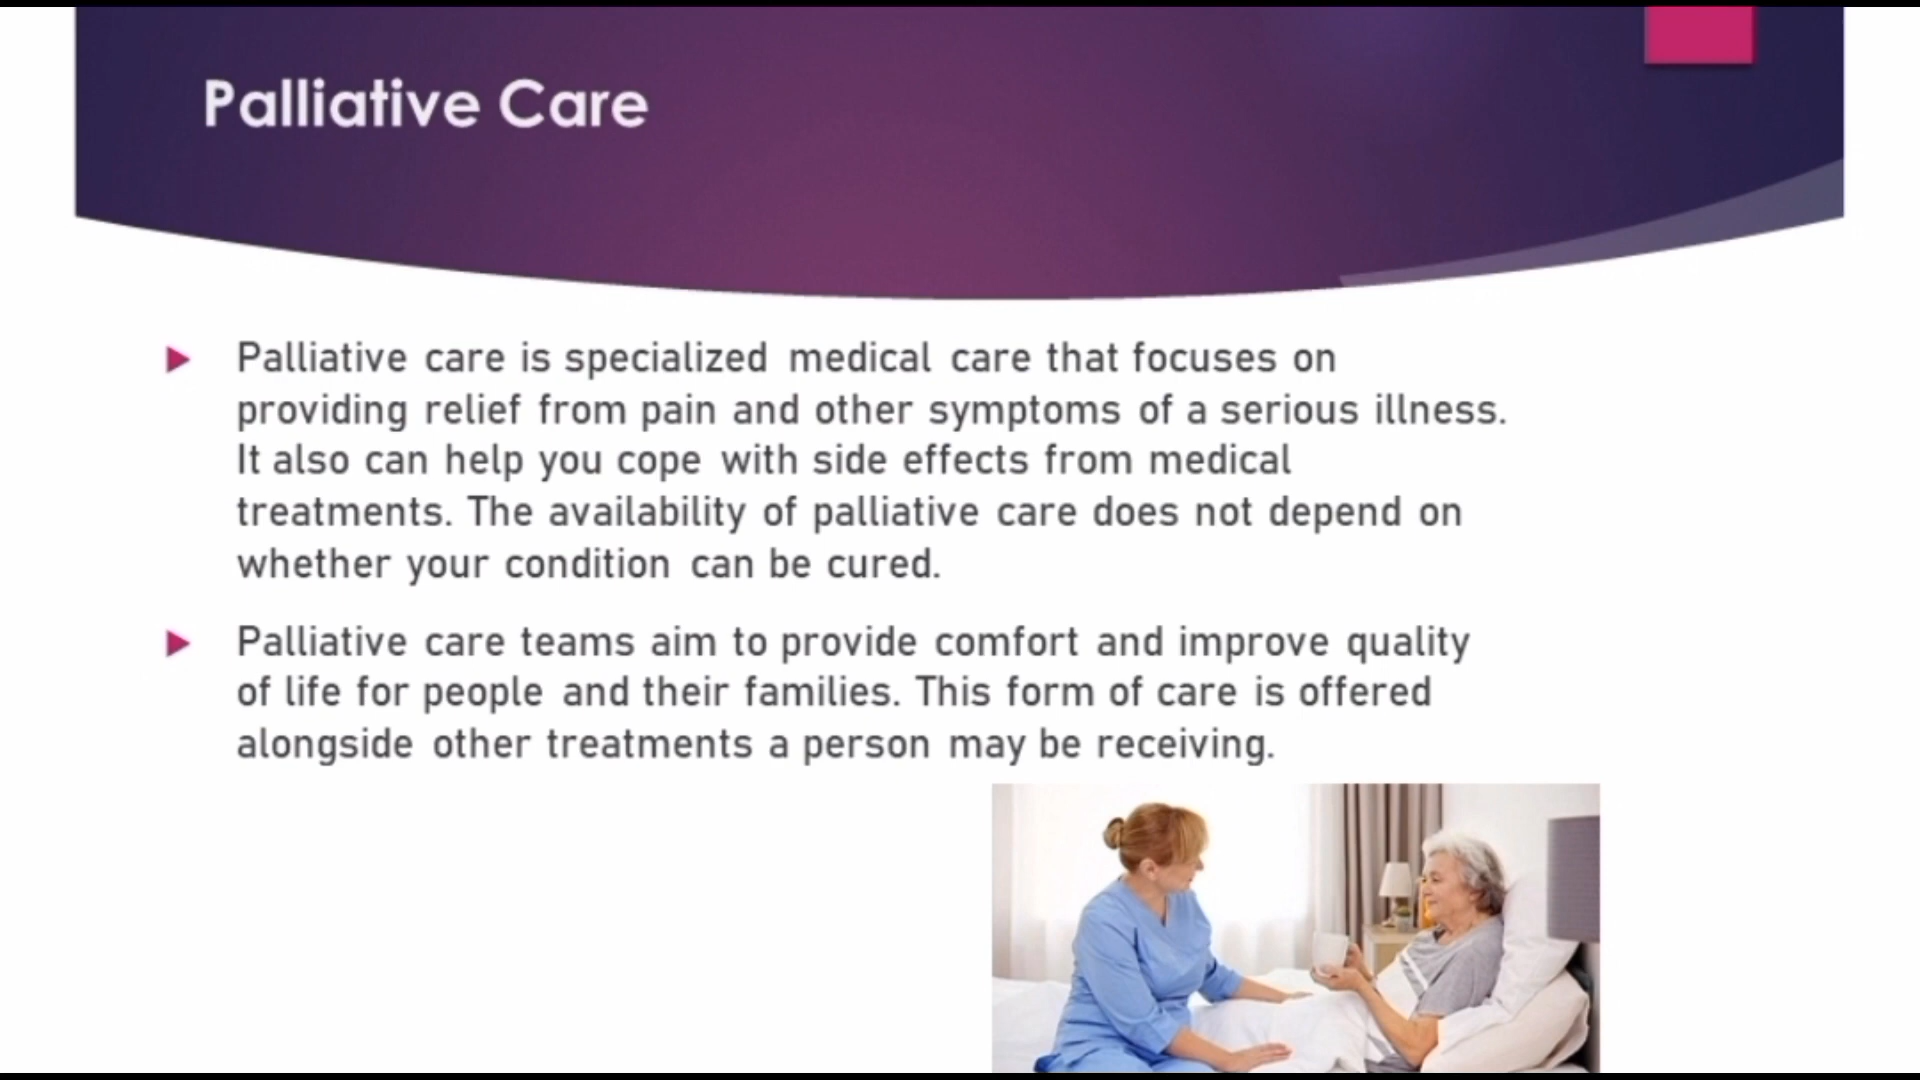 Palliative Care
Palliative care is specialized medical care that focuses on
providing relief from pain and other symptoms of a serious illness.
It also can help you cope with side effects from medical
treatments. The availability of palliative care does not depend on
whether your condition can be cured.
Palliative care teams aim to provide comfort and improve quality
of life for people and their families. This form of care is offered
alongside other treatments a person may be receiving.